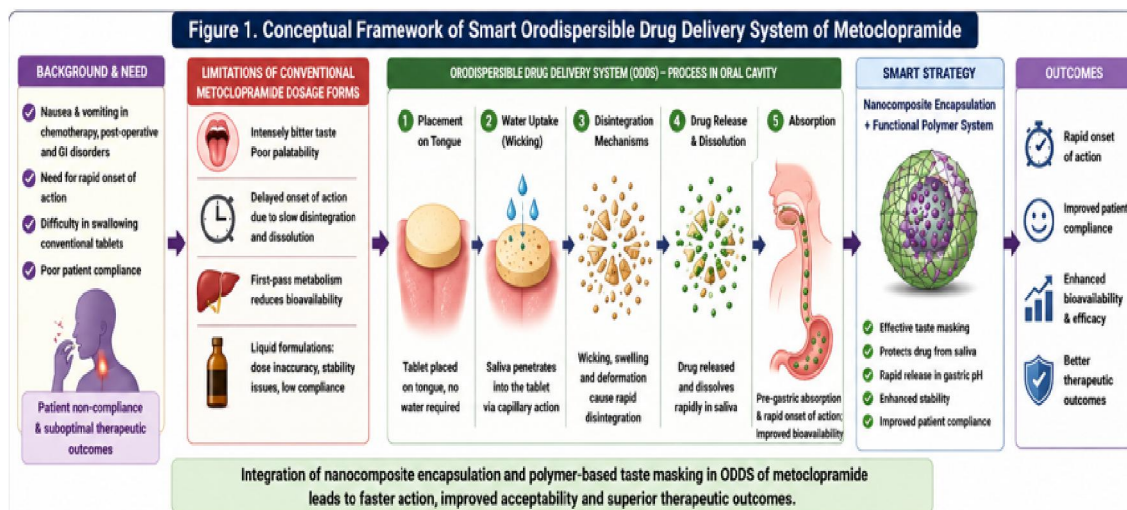 Figure 1. Conceptual Framework of Smart Orodispersible Drug Delivery System of Metoclopramide
BACKGROUND & NEED
Nausea & vomiting in
chemotherapy, post-operative
and GI disorders
Need for rapid onset of
action
Difficulty in swallowing
conventional tablets
Poor patient compliance
Patient non-compliance
& suboptimal therapeutic
outcomes
LIMITATIONS OF CONVENTIONAL
METOCLOPRAMIDE DOSAGE FORMS
Intensely bitter taste
Poor palatability
Delayed onset of action
due to slow disintegration
and dissolution
First-pass metabolism
reduces bioavailability
Liquid formulations:
dose inaccuracy, stability
issues, low compliance
ORODISPERSIBLE DRUG DELIVERY SYSTEM (ODDS) – PROCESS IN ORAL CAVITY
1 Placement
on Tongue
Tablet placed
on tongue, no
water required
2 Water Uptake
(Wicking)
Saliva penetrates
into the tablet
via capillary action
3 Disintegration
Mechanisms
Wicking, swelling
and deformation
cause rapid
disintegration
4 Drug Release
& Dissolution
Drug released
and dissolves
rapidly in saliva
5 Absorption
Pre-gastric absorption
& rapid onset of action;
Improved bioavailability
SMART STRATEGY
Nanocomposite Encapsulation
+ Functional Polymer System
Effective taste masking
Protects drug from saliva
Rapid release in gastric pH
Enhanced stability
Improved patient compliance
OUTCOMES
Rapid onset
of action
Improved patient
compliance
Enhanced
bioavailability
& efficacy
Better
therapeutic
outcomes
Integration of nanocomposite encapsulation and polymer-based taste masking in ODDS of metoclopramide
leads to faster action, improved acceptability and superior therapeutic outcomes.